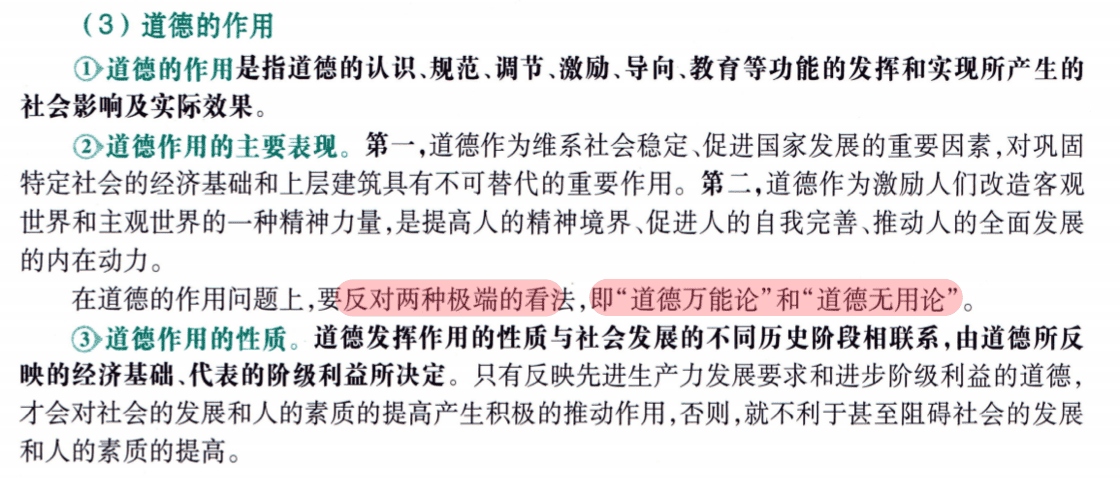 （3）道德的作用
①道德的作用是指道德的认识、规范、调节、激励、导向、教育等功能的发挥和实现所产生的
社会影响及实际效果。
②道德作用的主要表现。第一,道德作为维系社会稳定、促进国家发展的重要因素,对巩固
特定社会的经济基础和上层建筑具有不可替代的重要作用。第二,道德作为激励人们改造客观
世界和主观世界的一种精神力量,是提高人的精神境界、促进人的自我完善、推动人的全面发展
的内在动力。
在道德的作用问题上,要反对两种极端的看法,即“道德万能论”和“道德无用论”。
③道德作用的性质。道德发挥作用的性质与社会发展的不同历史阶段相联系,由道德所反
映的经济基础、代表的阶级利益所决定。只有反映先进生产力发展要求和进步阶级利益的道德,
才会对社会的发展和人的素质的提高产生积极的推动作用,否则,就不利于甚至阻碍社会的发展
和人的素质的提高。